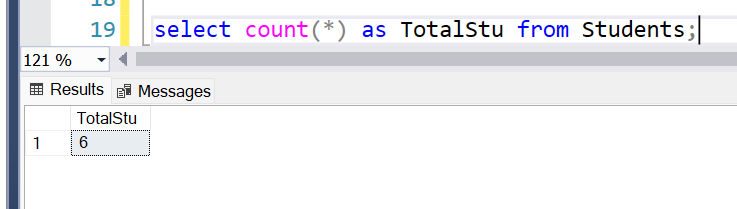 18
19 select count(*) as TotalStu from Students;
121 %
Results Messages
TotalStu
1 6